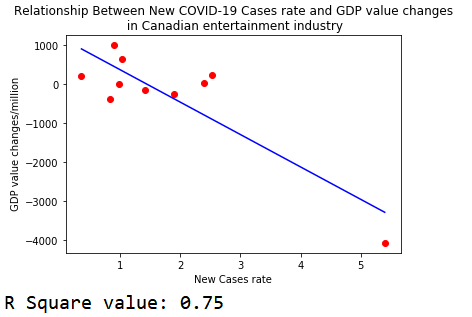 Relationship Between New COVID-19 Cases rate and GDP value changes
in Canadian entertainment industry
GDP value changes/million
1000
0
−1000
−2000
−3000
−4000
1 2 3 4 5
New Cases rate
R Square value: 0.75